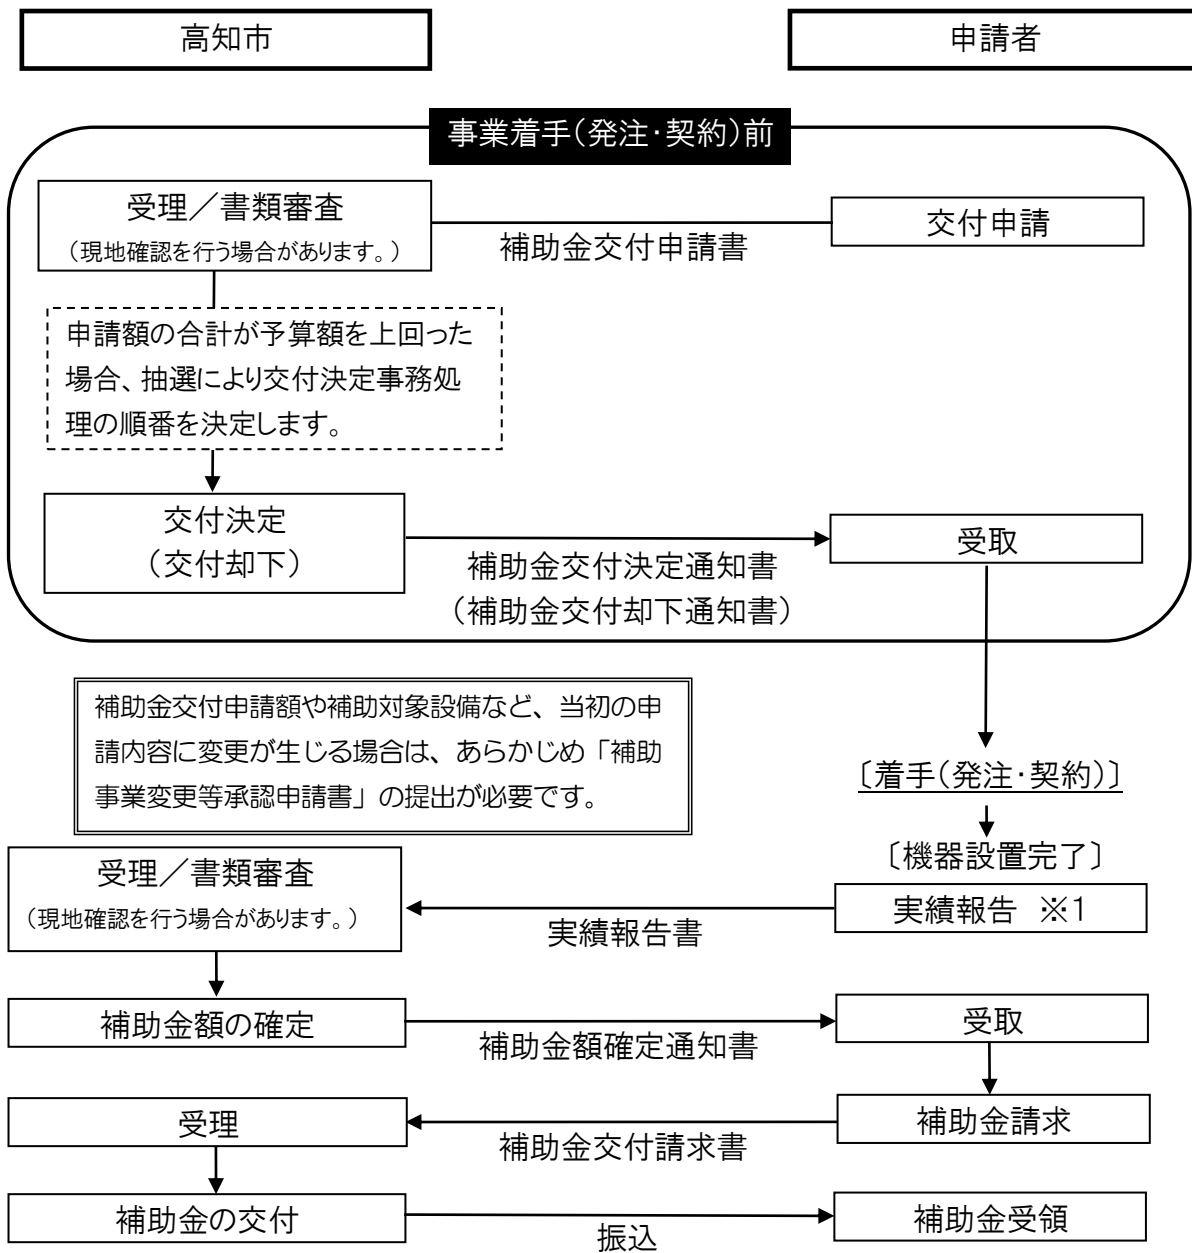 高知市
申請者
事業着手(発注・契約)前
受理／書類審査
（現地確認を行う場合があります。）
補助金交付申請書
交付申請
申請額の合計が予算額を上回った
場合、抽選により交付決定事務処
理の順番を決定します。
交付決定
（交付却下）
補助金交付決定通知書
（補助金交付却下通知書）
受取
補助金交付申請額や補助対象設備など、当初の申
請内容に変更が生じる場合は、あらかじめ「補助
事業変更等承認申請書」の提出が必要です。
〔着手(発注・契約)〕
〔機器設置完了〕
受理／書類審査
（現地確認を行う場合があります。）
実績報告書
実績報告　※1
補助金額の確定
補助金額確定通知書
受取
受理
補助金交付請求書
補助金請求
補助金の交付
振込
補助金受領